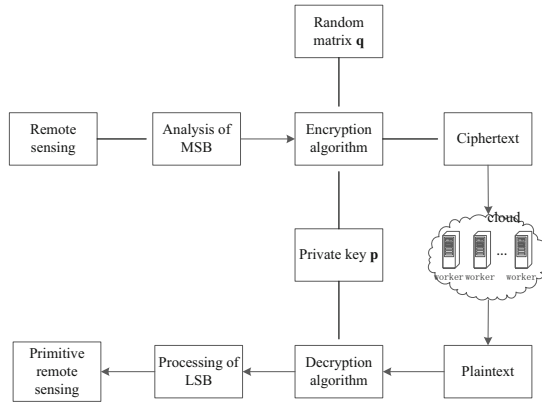 Random
matrix q
Remote
sensing
Analysis of
MSB
Encryption
algorithm
Ciphertext
cloud
worker worker ... worker
Private key p
Primitive
remote
sensing
Processing of
LSB
Decryption
algorithm
Plaintext